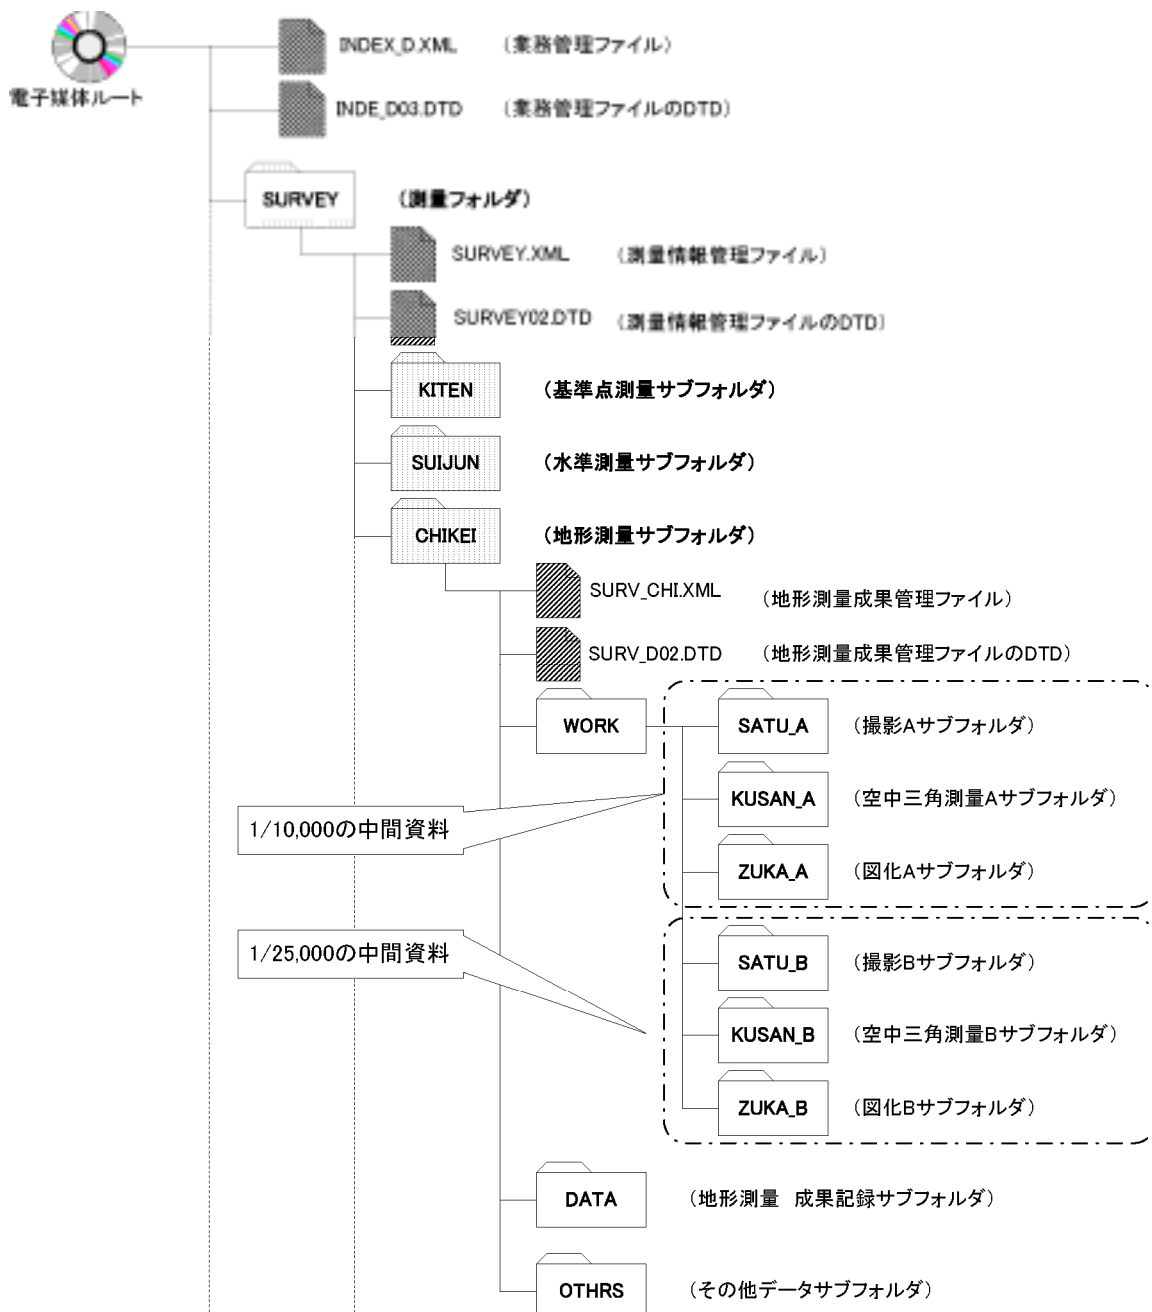 INDEX_D.XML （業務管理ファイル）
電子媒体ルート
INDE_D03.DTD （業務管理ファイルのDTD）
SURVEY （測量フォルダ）
SURVEY.XML （測量情報管理ファイル）
SURVEY02.DTD （測量情報管理ファイルのDTD）
KITEN （基準点測量サブフォルダ）
SUIJUN （水準測量サブフォルダ）
CHIKEI （地形測量サブフォルダ）
SURV_CHI.XML （地形測量成果管理ファイル）
SURV_D02.DTD （地形測量成果管理ファイルのDTD）
WORK SATU_A （撮影Aサブフォルダ）
KUSAN_A （空中三角測量Aサブフォルダ）
1/10,000の中間資料
ZUKA_A （図化Aサブフォルダ）
1/25,000の中間資料
SATU_B （撮影Bサブフォルダ）
KUSAN_B （空中三角測量Bサブフォルダ）
ZUKA_B （図化Bサブフォルダ）
DATA （地形測量　成果記録サブフォルダ）
OTHRS （その他データサブフォルダ）